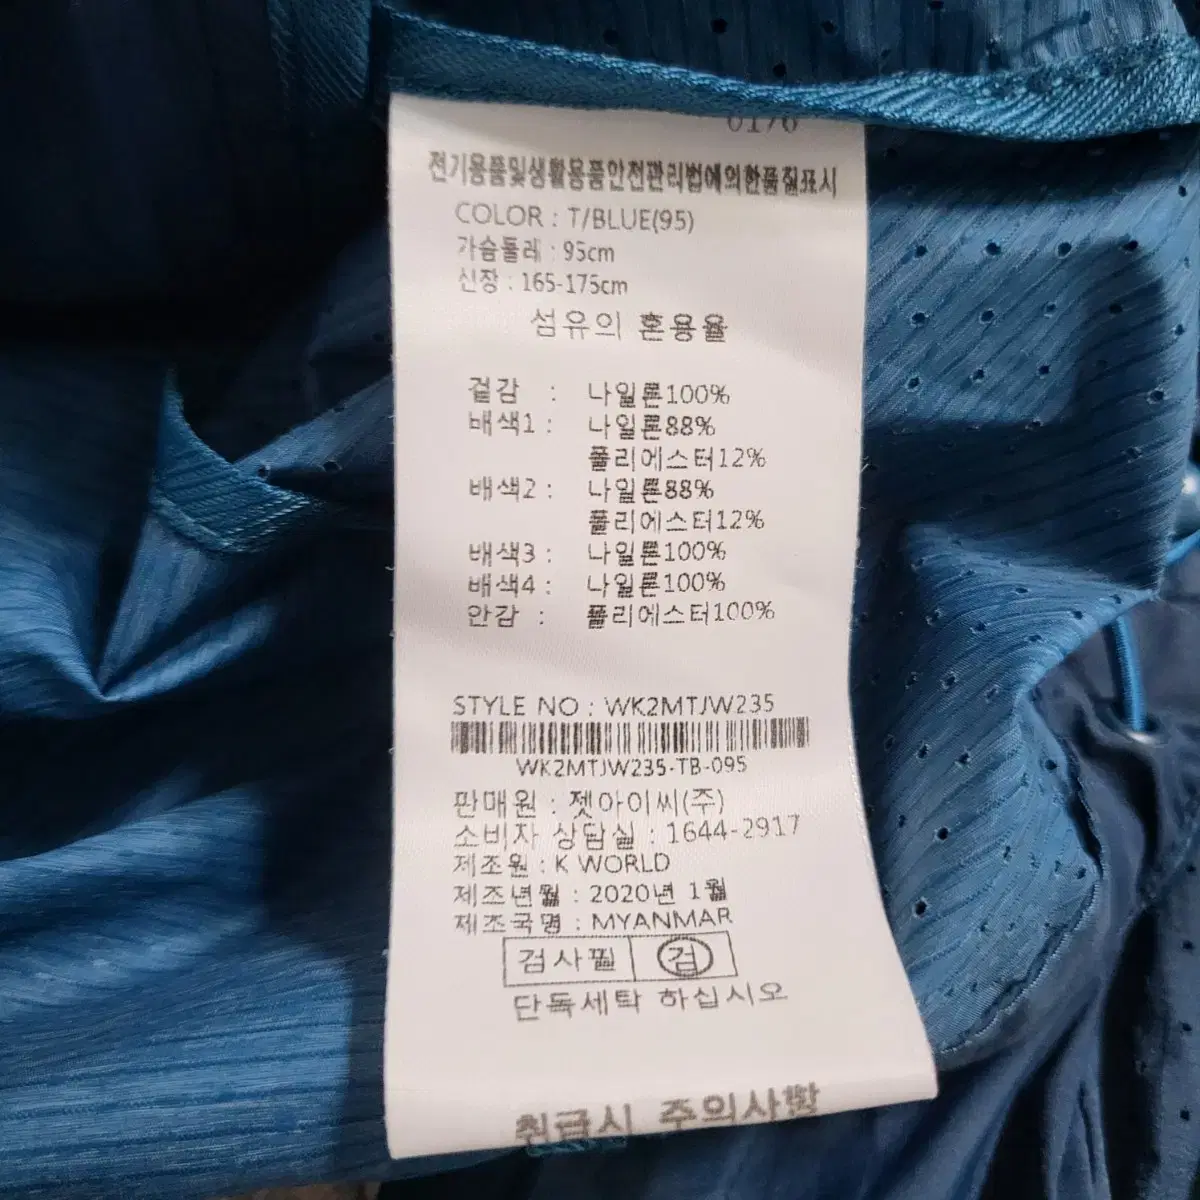 0176
전기용품및생활용품안전관리법에의한품질표시
COLOR : T/BLUE(95)
가슴둘레 : 95cm
신장 : 165-175cm
섬유의 혼용율
겉감 : 나일론100%
배색1 : 나일론88%
폴리에스터12%
배색2 : 나일론88%
폴리에스터12%
배색3 : 나일론100%
배색4 : 나일론100%
안감 : 폴리에스터100%
STYLE NO : WK2MTJW235
WK2MTJW235-TB-095
판매원 : 젯아이씨(주)
소비자 상담실 : 1644-2917
제조원 : K WORLD
제조년월 : 2020년 1월
제조국명 : MYANMAR
검사필 검
단독세탁 하십시오
취급시 주의사항